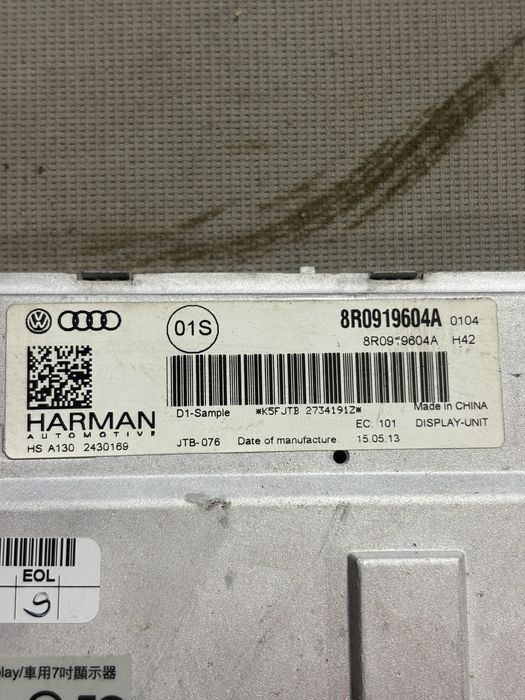 01S
8R0919604A 0104
8R0919604A H42
HARMAN
AUTOMOTIVE
HS A130 2430169
D1-Sample *K5FJTB 2734191Z* Made in CHINA
EC: 101 DISPLAY-UNIT
JTB-076 Date of manufacture: 15.05.13
EOL
9
play/車用7吋顯示器